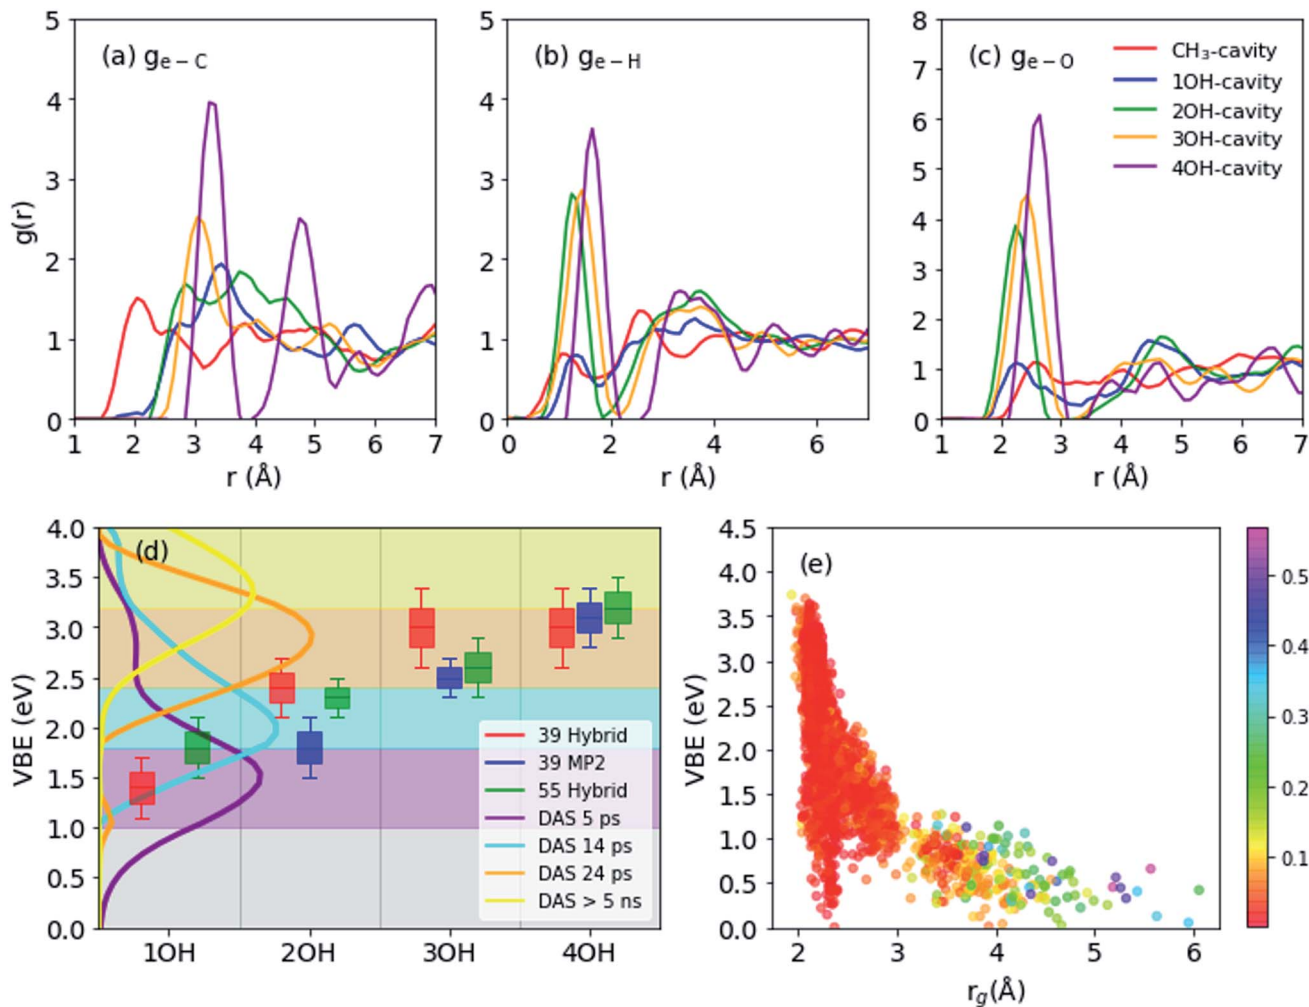 (a) g e − C
(b) g e − H
(c) g e − O
CH₃-cavity
1OH-cavity
2OH-cavity
3OH-cavity
4OH-cavity
g(r)
5
4
3
2
1
0
1 2 3 4 5 6 7
r (Å)
5
4
3
2
1
0
0 2 4 6
r (Å)
8
7
6
5
4
3
2
1
0
1 2 3 4 5 6 7
r (Å)
(d)
VBE (eV)
4.0
3.5
3.0
2.5
2.0
1.5
1.0
0.5
0.0
1OH 2OH 3OH 4OH
39 Hybrid
39 MP2
55 Hybrid
DAS 5 ps
DAS 14 ps
DAS 24 ps
DAS > 5 ns
(e)
VBE (eV)
4.5
4.0
3.5
3.0
2.5
2.0
1.5
1.0
0.5
0.0
2 3 4 5 6
r_g(Å)
0.5
0.4
0.3
0.2
0.1